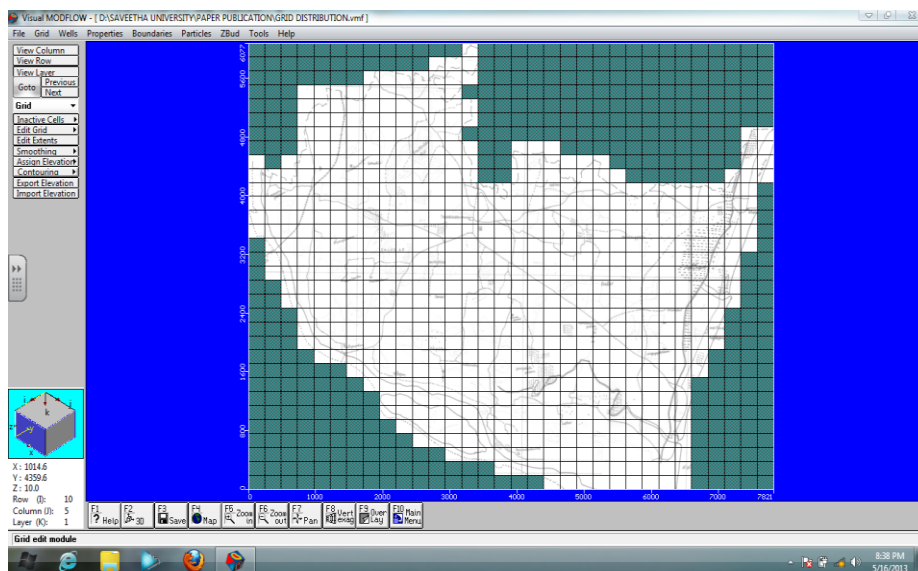 Visual MODFLOW - [ D:\SAVEETHA UNIVERSITY\PAPER PUBLICATION\GRID DISTRIBUTION.vmf ]
File Grid Wells Properties Boundaries Particles ZBud Tools Help
View Column
View Row
View Layer
Goto Previous
Next
Grid
Inactive Cells
Edit Grid
Edit Extents
Smoothing
Assign Elevation
Contouring
Export Elevation
Import Elevation
6077
5600
4800
4000
3200
2400
1600
800
0
0 1000 2000 3000 4000 5000 6000 7000 7821
i j
k
z y
x
X : 1014.6
Y : 4359.6
Z : 10.0
Row (I): 10
Column (J): 5
Layer (K): 1
F1 ? Help F2 3D F3 Save F4 Map F5 Zoom in F6 Zoom out F7 Pan F8 Vert exag F9 Over Lay F10 Main Menu
Grid edit module
8:38 PM
5/16/2013